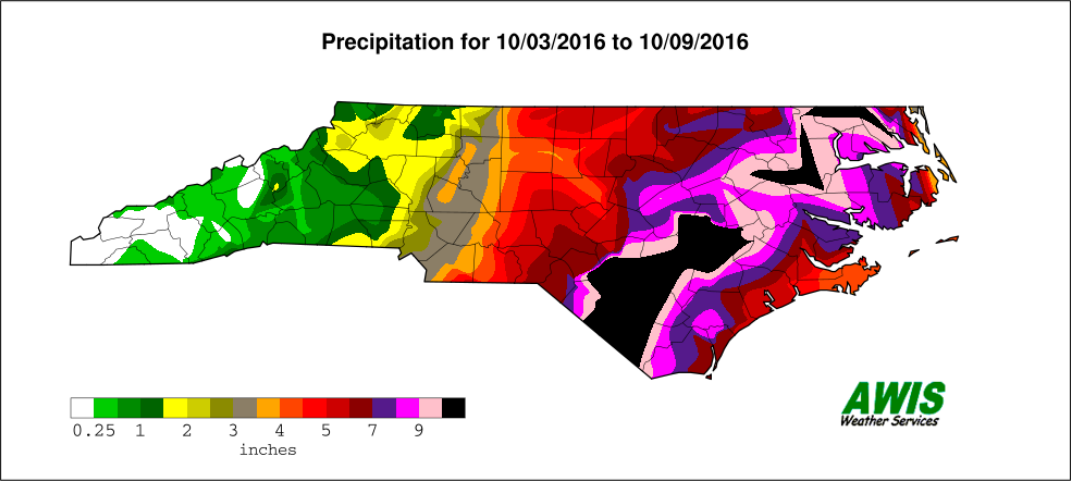 Precipitation for 10/03/2016 to 10/09/2016
0.25 1 2 3 4 5 7 9
inches
AWIS
Weather Services